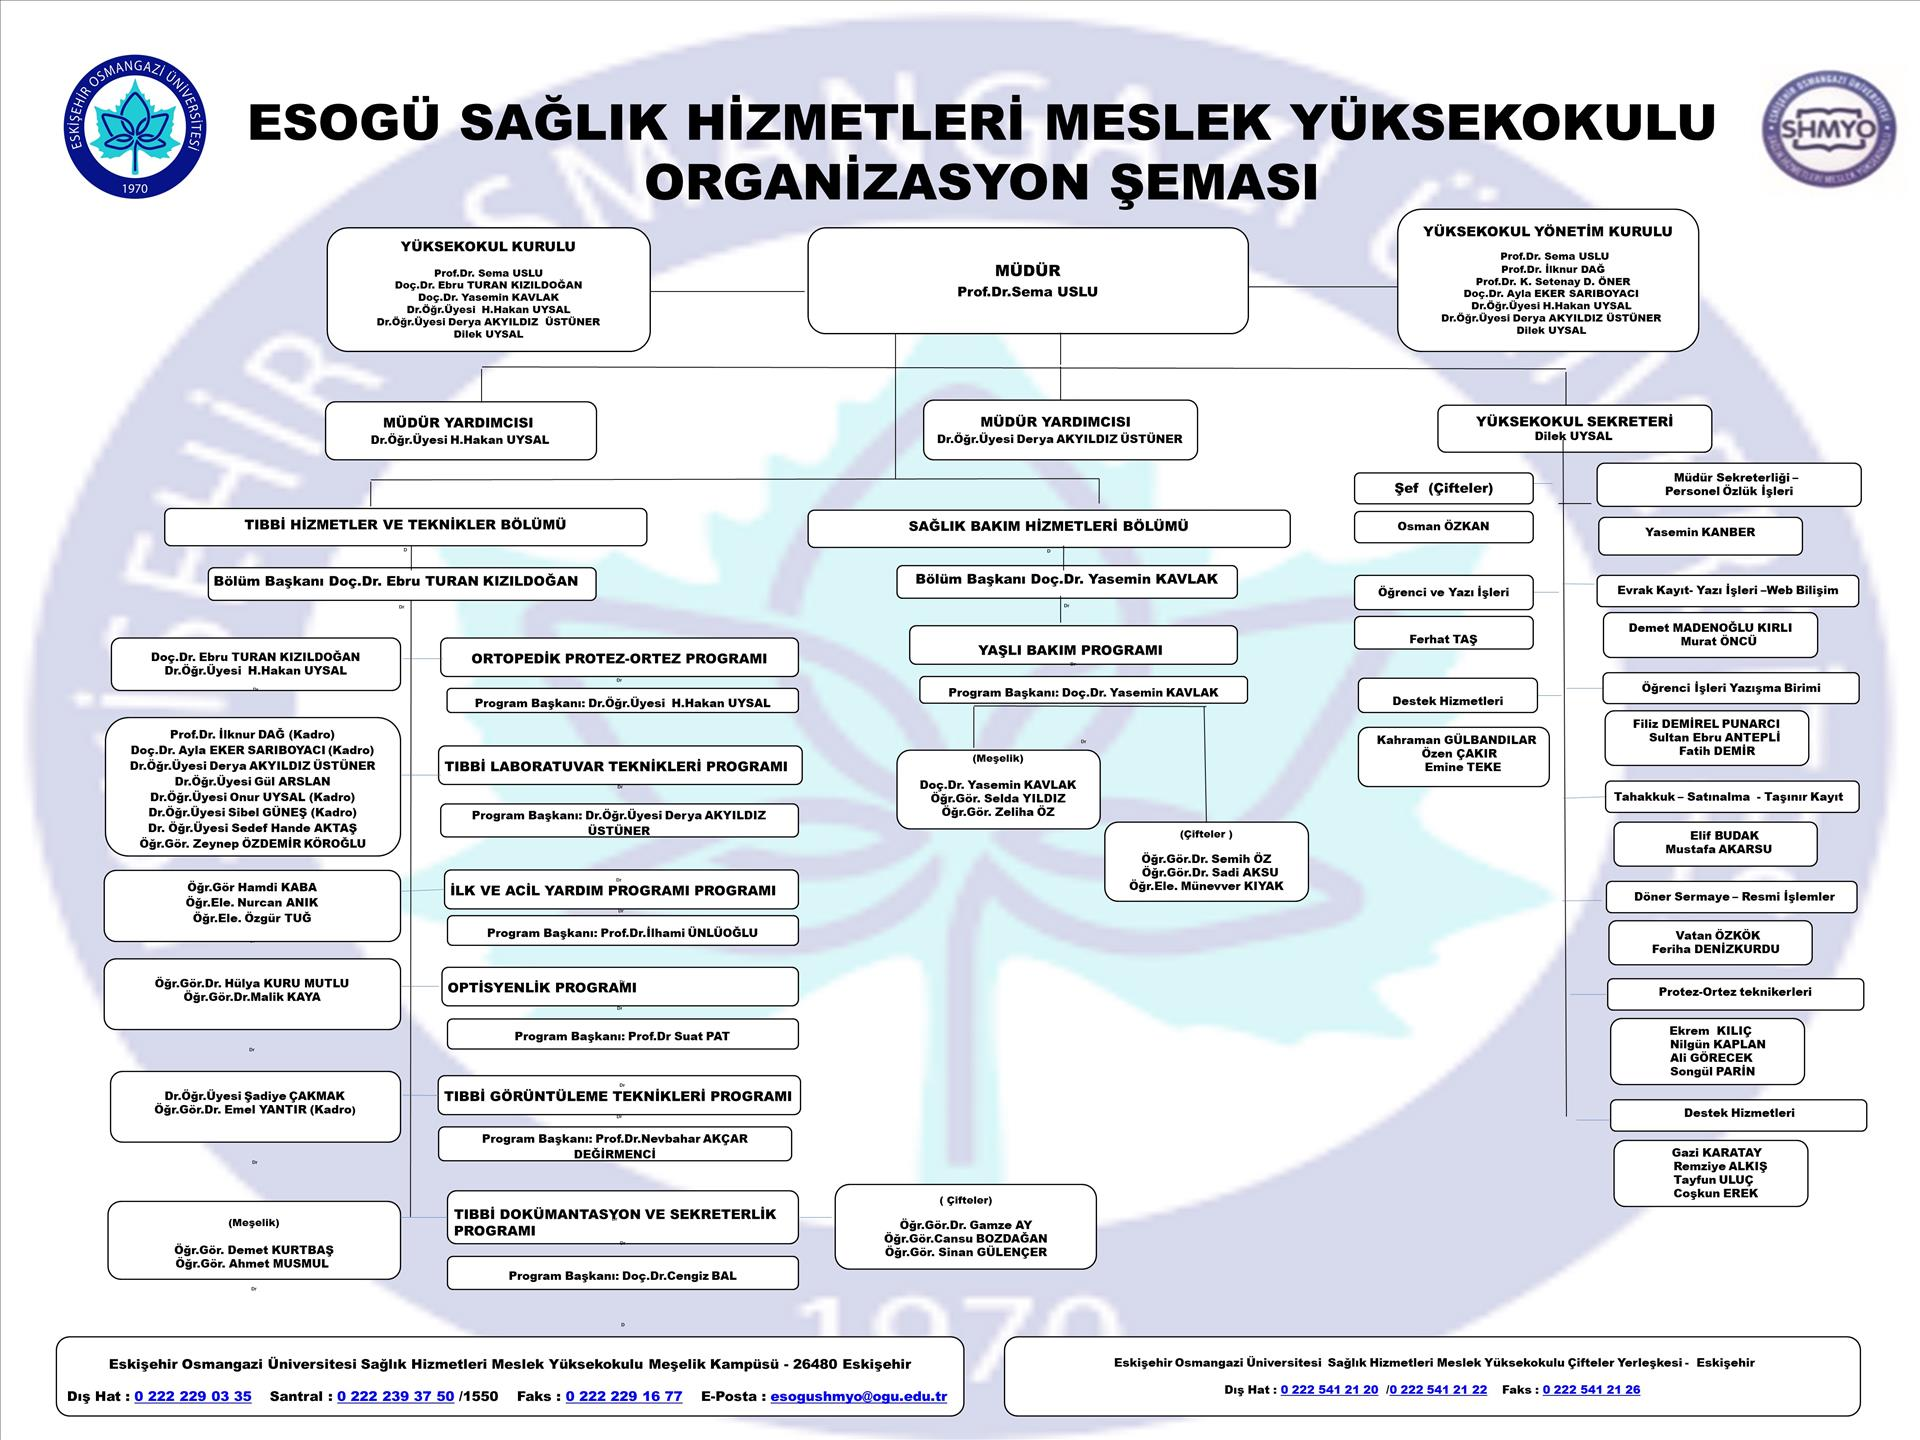 ESKİŞEHİR OSMANGAZİ ÜNİVERSİTESİ
1970
ESOGÜ SAĞLIK HİZMETLERİ MESLEK YÜKSEKOKULU
ORGANİZASYON ŞEMASI
SHMYO
YÜKSEKOKUL KURULU
Prof.Dr. Sema USLU
Doç.Dr. Ebru TURAN KIZILDOĞAN
Doç.Dr. Yasemin KAVLAK
Dr.Öğr.Üyesi H.Hakan UYSAL
Dr.Öğr.Üyesi Derya AKYILDIZ ÜSTÜNER
Dilek UYSAL
MÜDÜR
Prof.Dr.Sema USLU
YÜKSEKOKUL YÖNETİM KURULU
Prof.Dr. Sema USLU
Prof.Dr. İlknur DAĞ
Prof.Dr. K. Setenay D. ÖNER
Doç.Dr. Ayla EKER SARIBOYACI
Dr.Öğr.Üyesi H.Hakan UYSAL
Dr.Öğr.Üyesi Derya AKYILDIZ ÜSTÜNER
Dilek UYSAL
MÜDÜR YARDIMCISI
Dr.Öğr.Üyesi H.Hakan UYSAL
MÜDÜR YARDIMCISI
Dr.Öğr.Üyesi Derya AKYILDIZ ÜSTÜNER
YÜKSEKOKUL SEKRETERİ
Dilek UYSAL
TIBBİ HİZMETLER VE TEKNİKLER BÖLÜMÜ
Bölüm Başkanı Doç.Dr. Ebru TURAN KIZILDOĞAN
Doç.Dr. Ebru TURAN KIZILDOĞAN
Dr.Öğr.Üyesi H.Hakan UYSAL
ORTOPEDİK PROTEZ-ORTEZ PROGRAMI
Program Başkanı: Dr.Öğr.Üyesi H.Hakan UYSAL
Prof.Dr. İlknur DAĞ (Kadro)
Doç.Dr. Ayla EKER SARIBOYACI (Kadro)
Dr.Öğr.Üyesi Derya AKYILDIZ ÜSTÜNER
Dr.Öğr.Üyesi Gül ARSLAN
Dr.Öğr.Üyesi Onur UYSAL (Kadro)
Dr.Öğr.Üyesi Sibel GÜNEŞ (Kadro)
Dr. Öğr.Üyesi Sedef Hande AKTAŞ
Öğr.Gör. Zeynep ÖZDEMİR KÖROĞLU
TIBBİ LABORATUVAR TEKNİKLERİ PROGRAMI
Program Başkanı: Dr.Öğr.Üyesi Derya AKYILDIZ
ÜSTÜNER
Öğr.Gör Hamdi KABA
Öğr.Ele. Nurcan ANIK
Öğr.Ele. Özgür TUĞ
İLK VE ACİL YARDIM PROGRAMI PROGRAMI
Program Başkanı: Prof.Dr.İlhami ÜNLÜOĞLU
Öğr.Gör.Dr. Hülya KURU MUTLU
Öğr.Gör.Dr.Malik KAYA
OPTİSYENLİK PROGRAMI
Program Başkanı: Prof.Dr Suat PAT
Dr.Öğr.Üyesi Şadiye ÇAKMAK
Öğr.Gör.Dr. Emel YANTIR (Kadro)
TIBBİ GÖRÜNTÜLEME TEKNİKLERİ PROGRAMI
Program Başkanı: Prof.Dr.Nevbahar AKÇAR
DEĞİRMENCİ
(Meşelik)
Öğr.Gör. Demet KURTBAŞ
Öğr.Gör. Ahmet MUSMUL
TIBBİ DOKÜMANTASYON VE SEKRETERLİK
PROGRAMI
Program Başkanı: Doç.Dr.Cengiz BAL
( Çifteler)
Öğr.Gör.Dr. Gamze AY
Öğr.Gör.Cansu BOZDAĞAN
Öğr.Gör. Sinan GÜLENÇER
SAĞLIK BAKIM HİZMETLERİ BÖLÜMÜ
Bölüm Başkanı Doç.Dr. Yasemin KAVLAK
YAŞLI BAKIM PROGRAMI
Program Başkanı: Doç.Dr. Yasemin KAVLAK
(Meşelik)
Doç.Dr. Yasemin KAVLAK
Öğr.Gör. Selda YILDIZ
Öğr.Gör. Zeliha ÖZ
(Çifteler )
Öğr.Gör.Dr. Semih ÖZ
Öğr.Gör.Dr. Sadi AKSU
Öğr.Ele. Münevver KIYAK
Şef (Çifteler)
Osman ÖZKAN
Öğrenci ve Yazı İşleri
Ferhat TAŞ
Destek Hizmetleri
Kahraman GÜLBANDILAR
Özen ÇAKIR
Emine TEKE
Müdür Sekreterliği –
Personel Özlük İşleri
Yasemin KANBER
Evrak Kayıt- Yazı İşleri –Web Bilişim
Demet MADENOĞLU KIRLI
Murat ÖNCÜ
Öğrenci İşleri Yazışma Birimi
Filiz DEMİREL PUNARCI
Sultan Ebru ANTEPLİ
Fatih DEMİR
Tahakkuk – Satınalma - Taşınır Kayıt
Elif BUDAK
Mustafa AKARSU
Döner Sermaye – Resmi İşlemler
Vatan ÖZKÖK
Feriha DENİZKURDU
Protez-Ortez teknikerleri
Ekrem KILIÇ
Nilgün KAPLAN
Ali GÖRECEK
Songül PARİN
Destek Hizmetleri
Gazi KARATAY
Remziye ALKIŞ
Tayfun ULUÇ
Coşkun EREK
Eskişehir Osmangazi Üniversitesi Sağlık Hizmetleri Meslek Yüksekokulu Meşelik Kampüsü - 26480 Eskişehir
Dış Hat : 0 222 229 03 35 Santral : 0 222 239 37 50 /1550 Faks : 0 222 229 16 77 E-Posta : esogushmyo@ogu.edu.tr
Eskişehir Osmangazi Üniversitesi Sağlık Hizmetleri Meslek Yüksekokulu Çifteler Yerleşkesi - Eskişehir
Dış Hat : 0 222 541 21 20 /0 222 541 21 22 Faks : 0 222 541 21 26